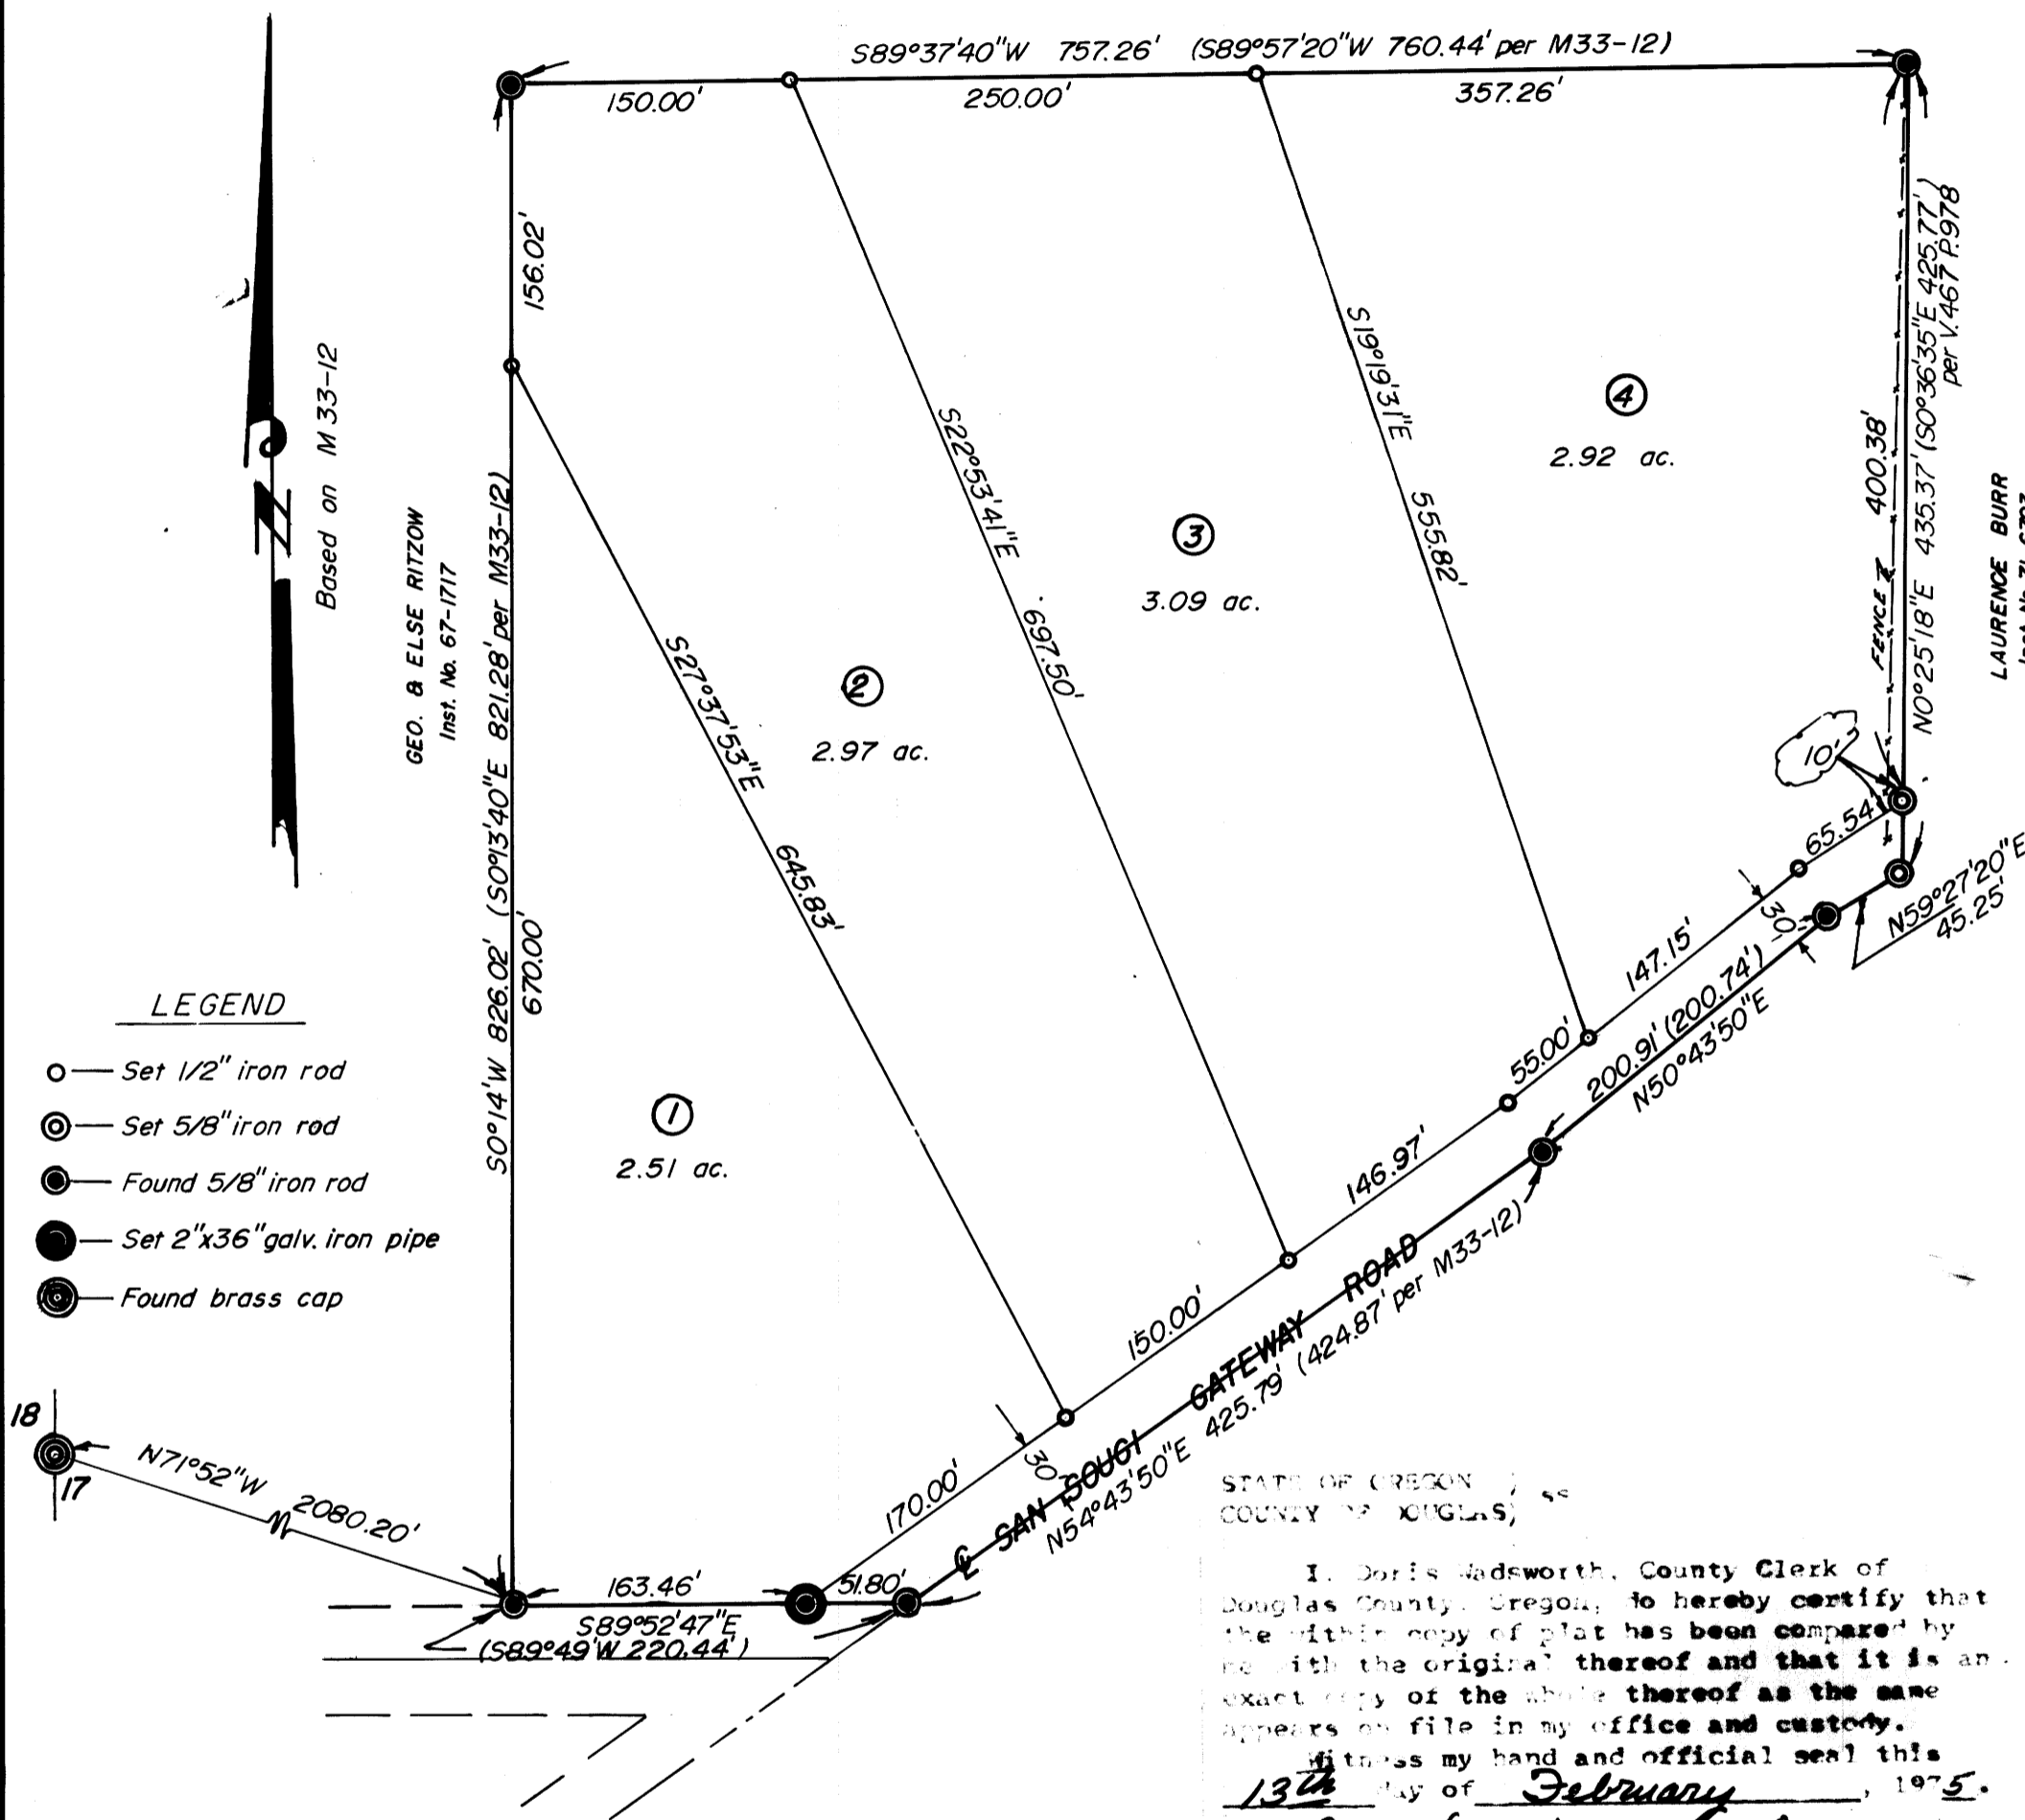 S89°37'40"W 757.26' (S89°57'20"W 760.44' per M33-12)
150.00'
250.00'
357.26'
156.02'
N
Based on M33-12
GEO. & ELSE RITZOW
Inst. No. 67-1717
S0°14'W 826.02' (S0°13'40"E 821.28' per M33-12)
670.00'
S27°37'53"E 645.83'
S22°53'41"E 697.50'
S19°19'31"E 555.82'
4
2.92 ac.
3
3.09 ac.
2
2.97 ac.
1
2.51 ac.
FENCE 400.38'
N0°25'18"E 435.37' (S0°36'35"E 425.77')
per V.467 P.978
LAURENCE BURR
10'
65.54'
N59°27'20"E
45.25'
147.15'
30'
200.91' (200.74')
N50°43'50"E
55.00'
146.97'
150.00'
170.00'
30'
℄ SAN SOUCI GATEWAY ROAD
N54°43'50"E 425.79' (424.87' per M33-12)
LEGEND
Set 1/2" iron rod
Set 5/8" iron rod
Found 5/8" iron rod
Set 2"x36" galv. iron pipe
Found brass cap
18
17
N71°52"W 2080.20'
163.46'
51.80'
S89°52'47"E
(S89°49'W 220.44')
STATE OF OREGON ) ss
COUNTY OF DOUGLAS)
I. Doris Wadsworth, County Clerk of
Douglas County, Oregon, do hereby certify that
the within copy of plat has been compared by
me with the original thereof and that it is an
exact copy of the whole thereof as the same
appears on file in my office and custody.
Witness my hand and official seal this
13th day of February, 1975.